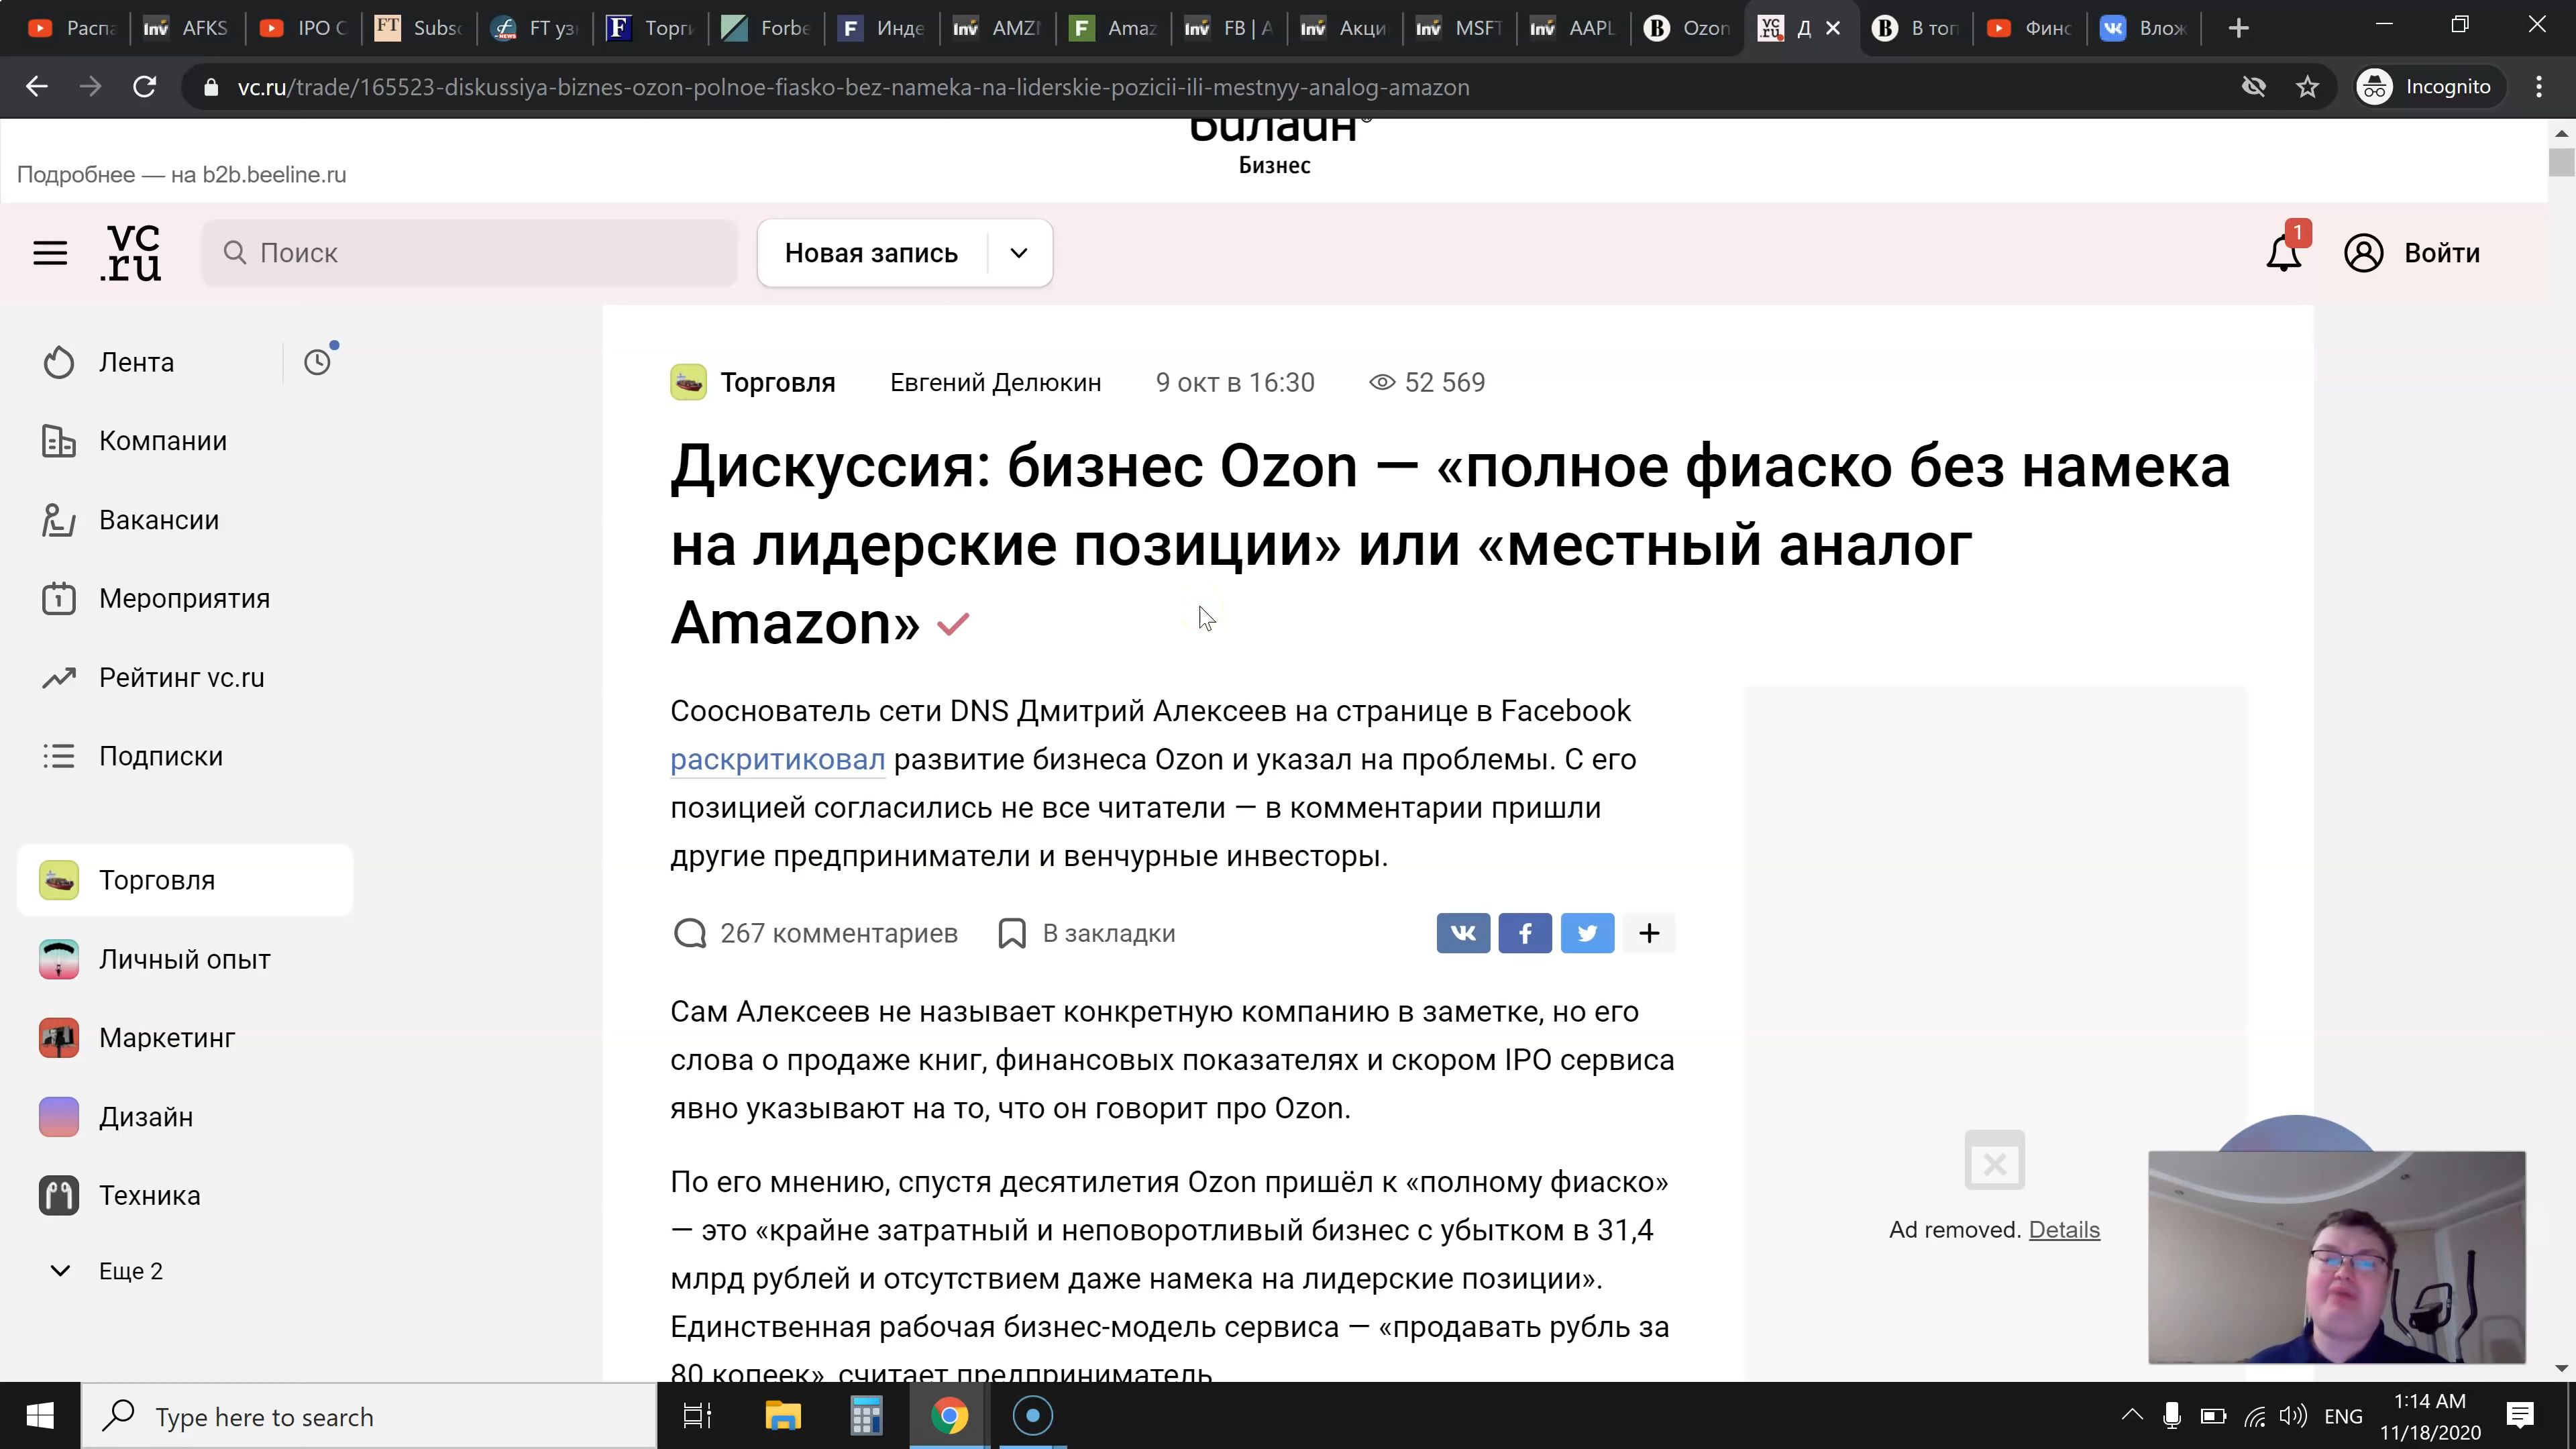 Распа
AFKS
IPO C
Subsc
FT уз
Торги
Forbe
Инде
AMZN
Amaz
FB | A
Акци
MSFT
AAPL
Ozon
Д
В топ
Финс
Влож
vc.ru/trade/165523-diskussiya-biznes-ozon-polnoe-fiasko-bez-nameka-na-liderskie-pozicii-ili-mestnyy-analog-amazon
Incognito
билайн®
Бизнес
Подробнее — на b2b.beeline.ru
vc.ru
Поиск
Новая запись
1
Войти
Лента
Компании
Вакансии
Мероприятия
Рейтинг vc.ru
Подписки
Торговля
Личный опыт
Маркетинг
Дизайн
Техника
Еще 2
Торговля Евгений Делюкин 9 окт в 16:30 52 569
Дискуссия: бизнес Ozon — «полное фиаско без намека
на лидерские позиции» или «местный аналог
Amazon»
Сооснователь сети DNS Дмитрий Алексеев на странице в Facebook
раскритиковал развитие бизнеса Ozon и указал на проблемы. С его
позицией согласились не все читатели — в комментарии пришли
другие предприниматели и венчурные инвесторы.
267 комментариев В закладки
Сам Алексеев не называет конкретную компанию в заметке, но его
слова о продаже книг, финансовых показателях и скором IPO сервиса
явно указывают на то, что он говорит про Ozon.
По его мнению, спустя десятилетия Ozon пришёл к «полному фиаско»
— это «крайне затратный и неповоротливый бизнес с убытком в 31,4
млрд рублей и отсутствием даже намека на лидерские позиции».
Единственная рабочая бизнес-модель сервиса — «продавать рубль за
80 копеек», считает предприниматель.
Ad removed. Details
Type here to search
ENG
1:14 AM
11/18/2020